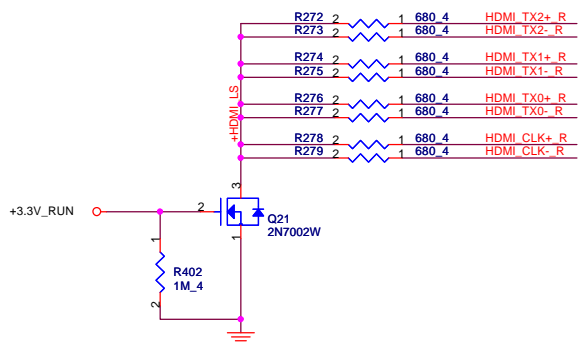 R272 2 1 680_4 HDMI_TX2+_R
R273 2 1 680_4 HDMI_TX2-_R
R274 2 1 680_4 HDMI_TX1+_R
R275 2 1 680_4 HDMI_TX1-_R
R276 2 1 680_4 HDMI_TX0+_R
R277 2 1 680_4 HDMI_TX0-_R
R278 2 1 680_4 HDMI_CLK+_R
R279 2 1 680_4 HDMI_CLK-_R
+HDMI_LS
3
+3.3V_RUN
2
Q21
2N7002W
1
1
R402
1M_4
2